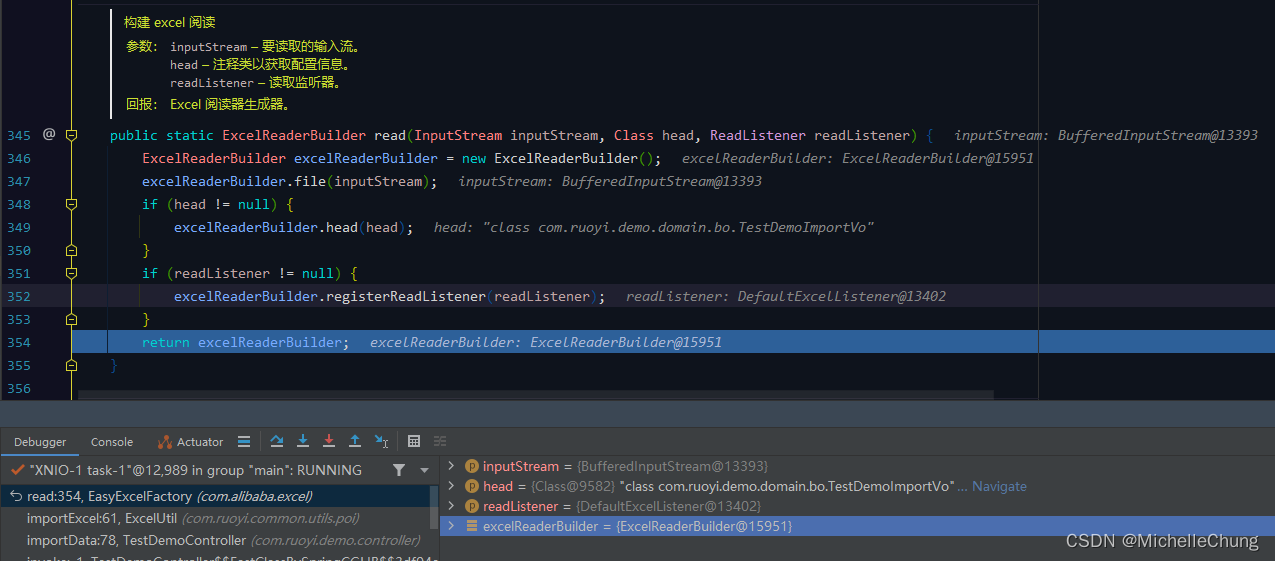 构建 excel 阅读
参数: inputStream – 要读取的输入流。
head – 注释类以获取配置信息。
readListener – 读取监听器。
回报: Excel 阅读器生成器。
345 @ public static ExcelReaderBuilder read(InputStream inputStream, Class head, ReadListener readListener) { inputStream: BufferedInputStream@13393
346 ExcelReaderBuilder excelReaderBuilder = new ExcelReaderBuilder(); excelReaderBuilder: ExcelReaderBuilder@15951
347 excelReaderBuilder.file(inputStream); inputStream: BufferedInputStream@13393
348 if (head != null) {
349 excelReaderBuilder.head(head); head: "class com.ruoyi.demo.domain.bo.TestDemoImportVo"
350 }
351 if (readListener != null) {
352 excelReaderBuilder.registerReadListener(readListener); readListener: DefaultExcelListener@13402
353 }
354 return excelReaderBuilder; excelReaderBuilder: ExcelReaderBuilder@15951
355 }
356
Debugger Console Actuator
"XNIO-1 task-1"@12,989 in group "main": RUNNING
read:354, EasyExcelFactory (com.alibaba.excel)
importExcel:61, ExcelUtil (com.ruoyi.common.utils.poi)
importData:78, TestDemoController (com.ruoyi.demo.controller)
inputStream = {BufferedInputStream@13393}
head = {Class@9582} "class com.ruoyi.demo.domain.bo.TestDemoImportVo"... Navigate
readListener = {DefaultExcelListener@13402}
excelReaderBuilder = {ExcelReaderBuilder@15951}
CSDN @MichelleChung